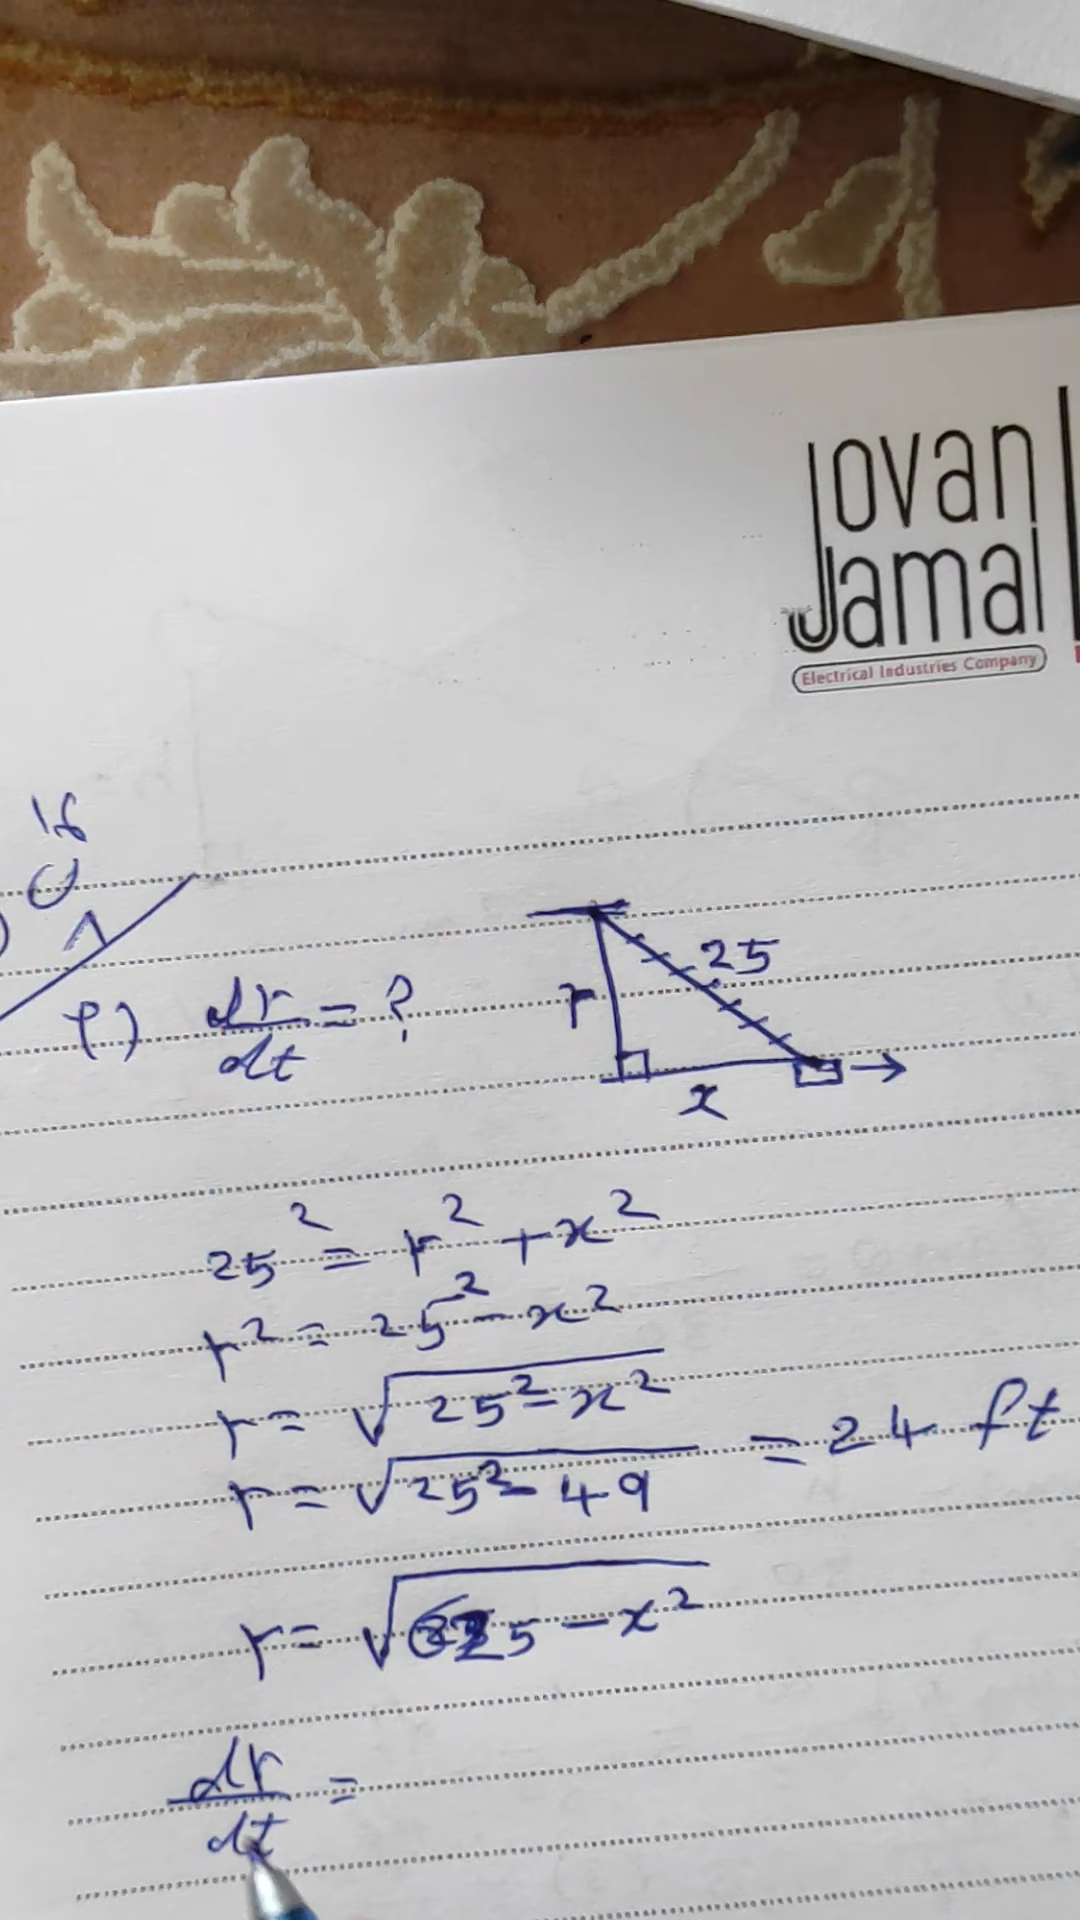 Jovan
Jamal
Electrical Industries Company
16
P) dr/dt = ?
25
r
x
25² = r² + x²
r² = 25² - x²
r = √25² - x²
r = √25² - 49 = 24 ft
r = √625 - x²
dr/dt =